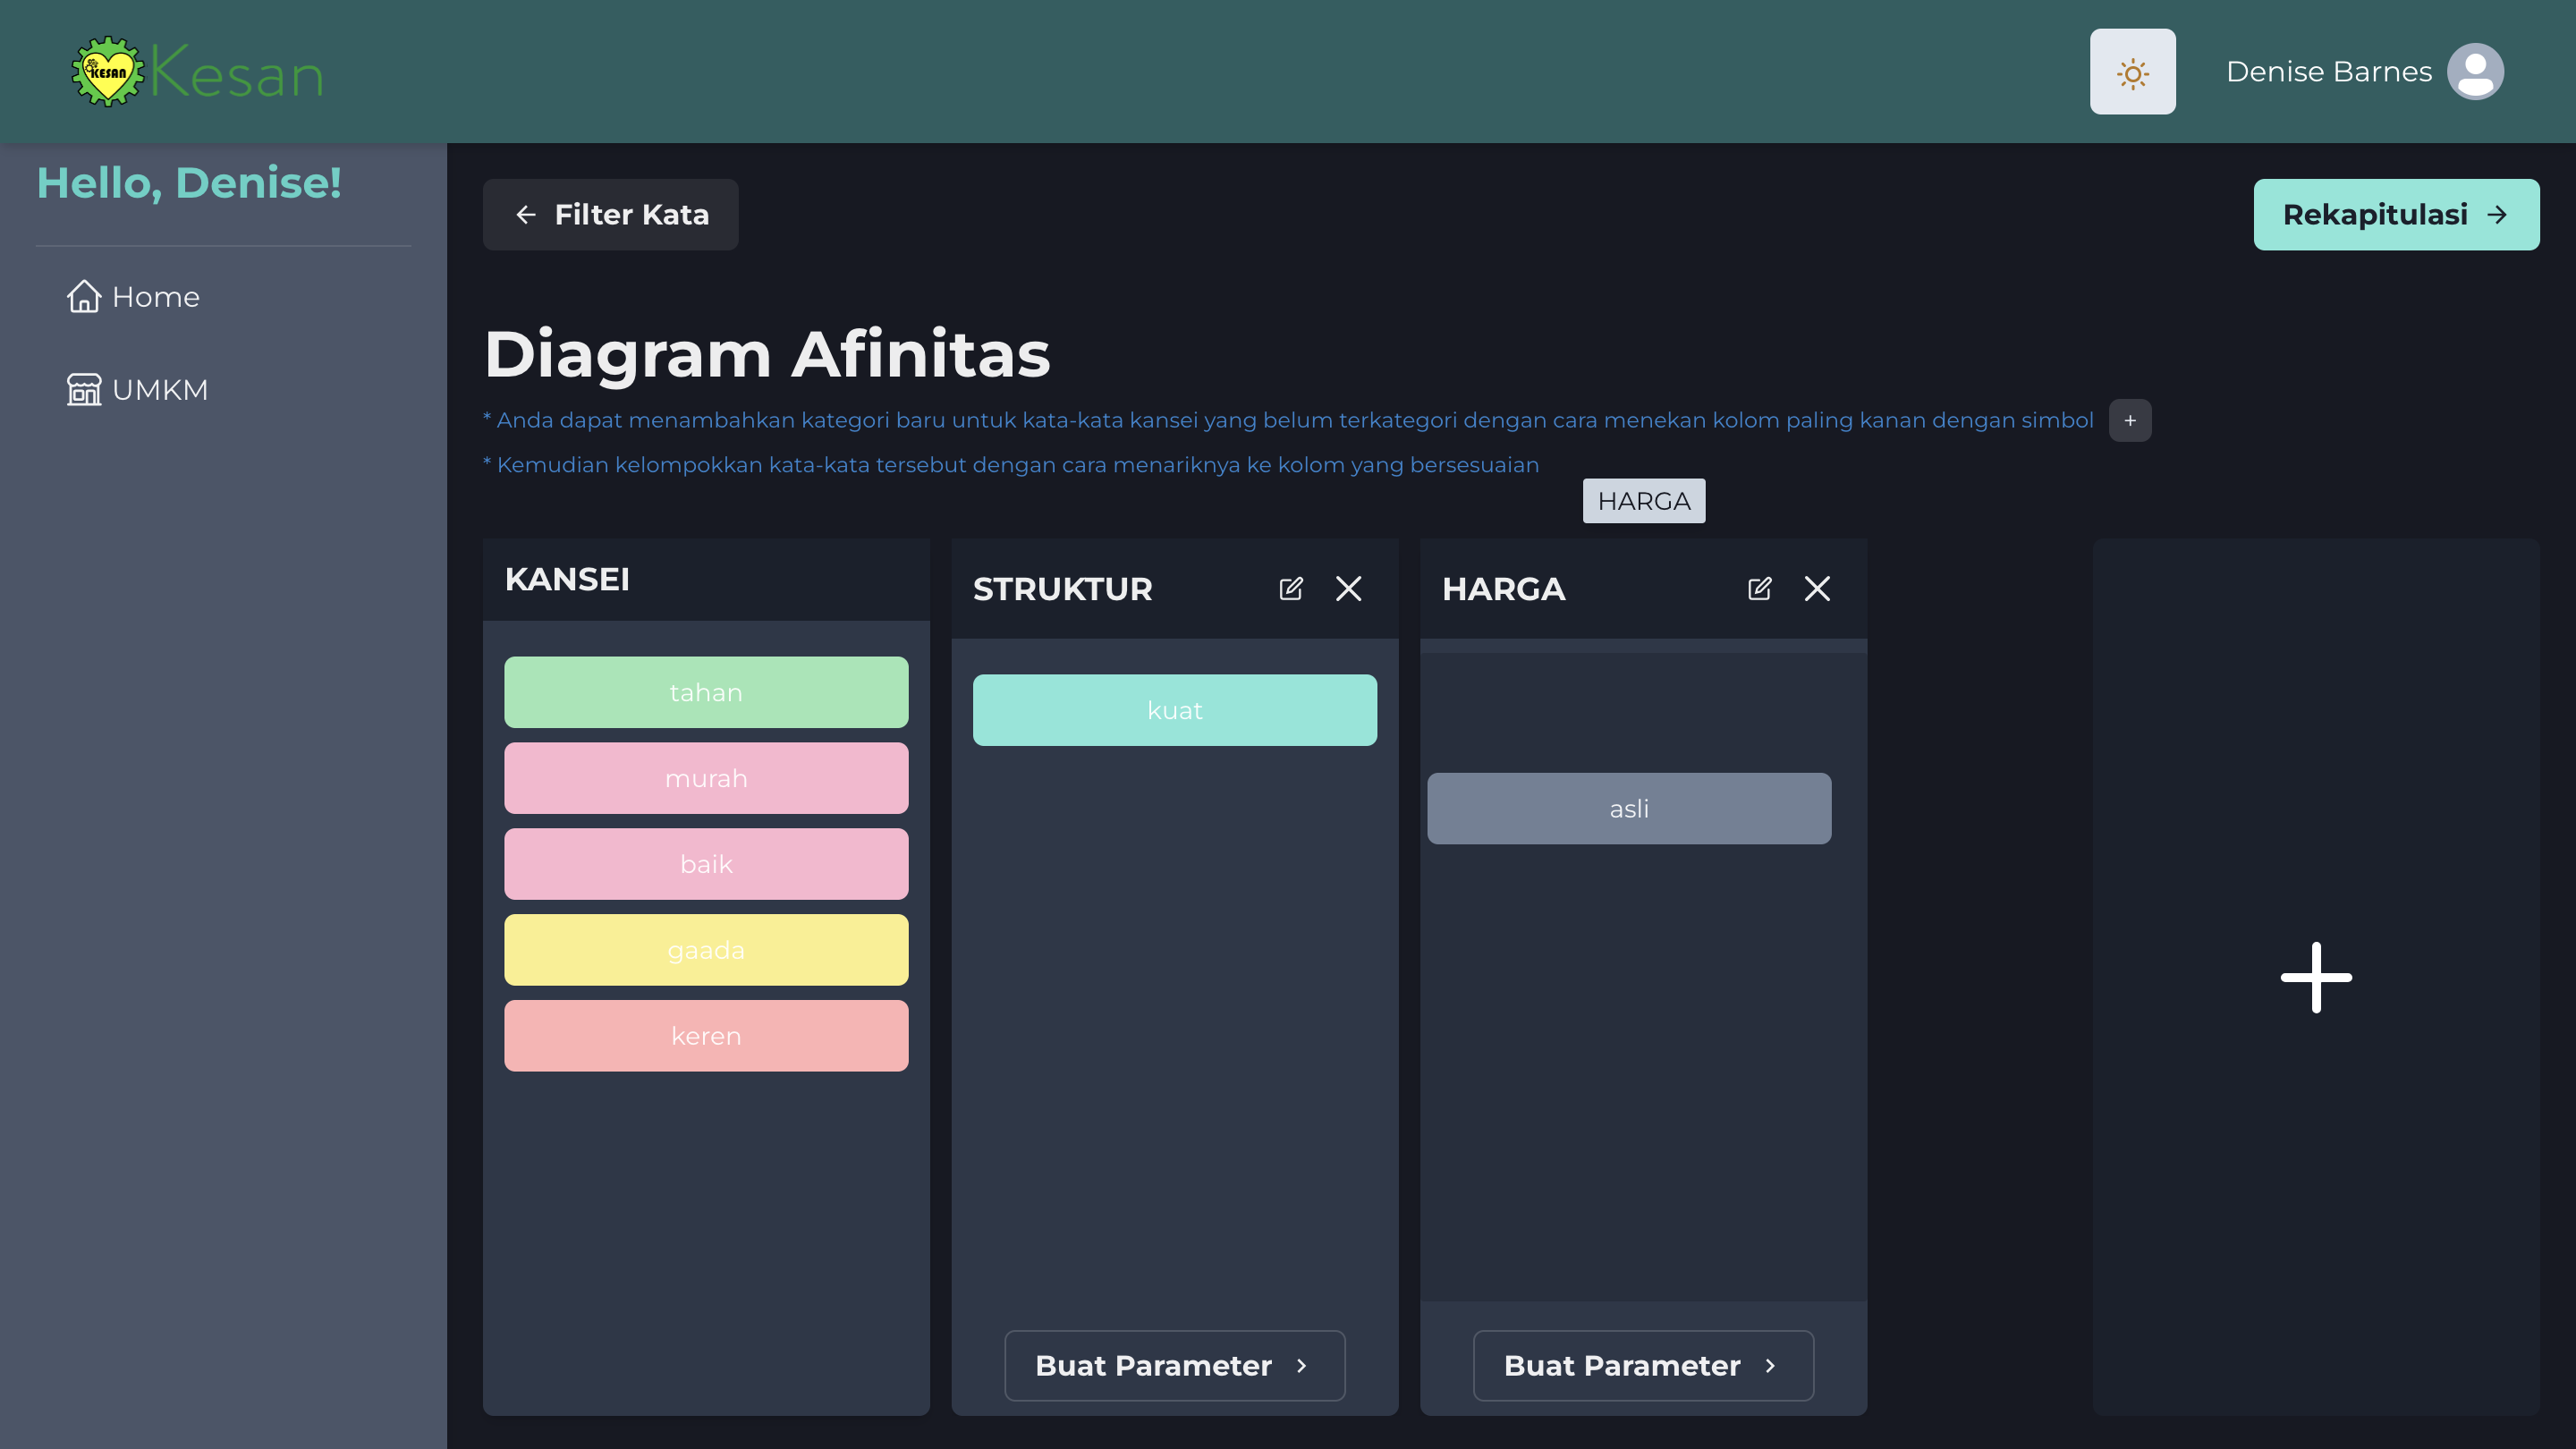 KESAN
Kesan
Denise Barnes
Hello, Denise!
Home
UMKM
Filter Kata
Rekapitulasi
Diagram Afinitas
* Anda dapat menambahkan kategori baru untuk kata-kata kansei yang belum terkategori dengan cara menekan kolom paling kanan dengan simbol +
* Kemudian kelompokkan kata-kata tersebut dengan cara menariknya ke kolom yang bersesuaian
HARGA
KANSEI
tahan
murah
baik
gaada
keren
STRUKTUR
kuat
Buat Parameter
HARGA
asli
Buat Parameter